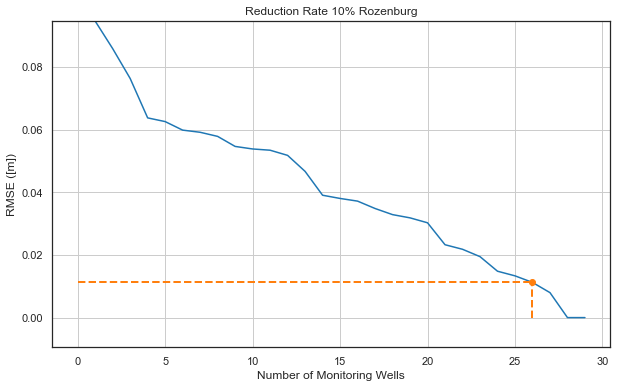 Reduction Rate 10% Rozenburg
RMSE ([m])
0.08
0.06
0.04
0.02
0.00
0 5 10 15 20 25 30
Number of Monitoring Wells